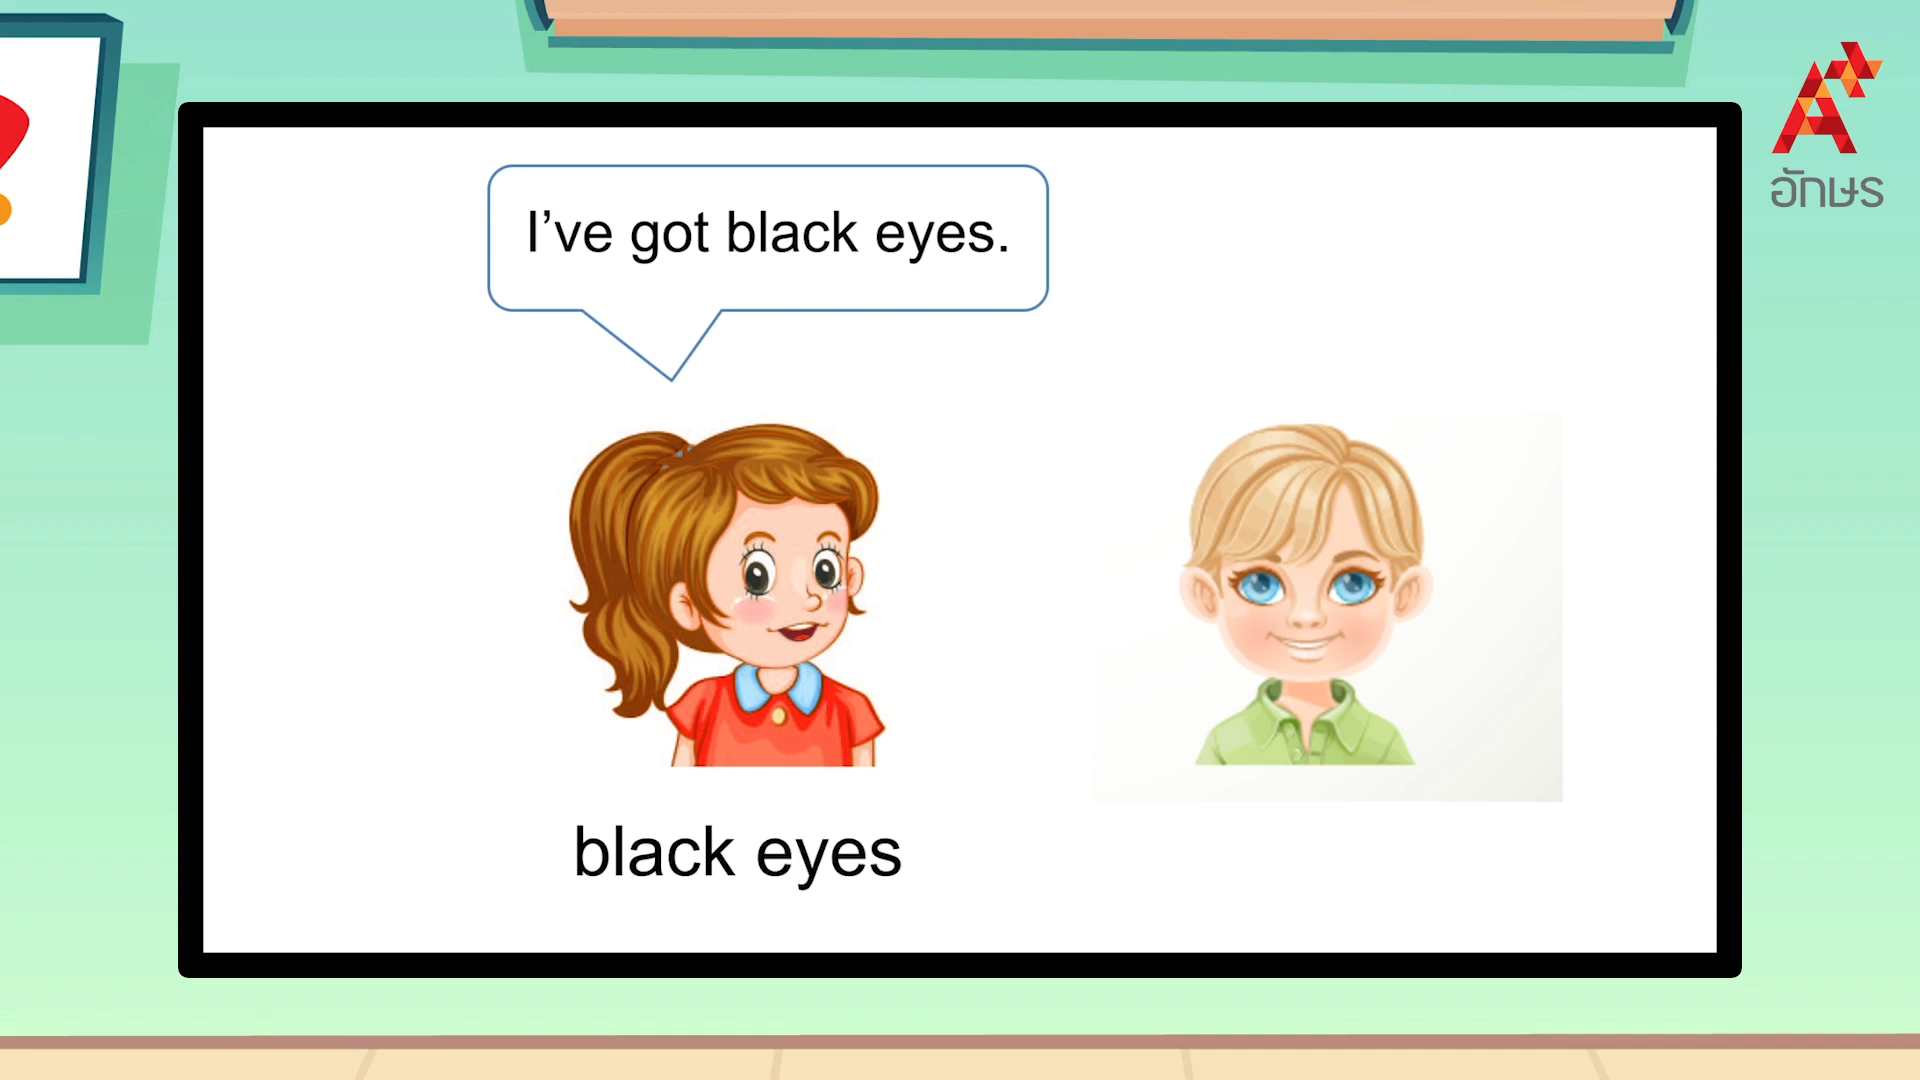 I’ve got black eyes.
black eyes
อักษร